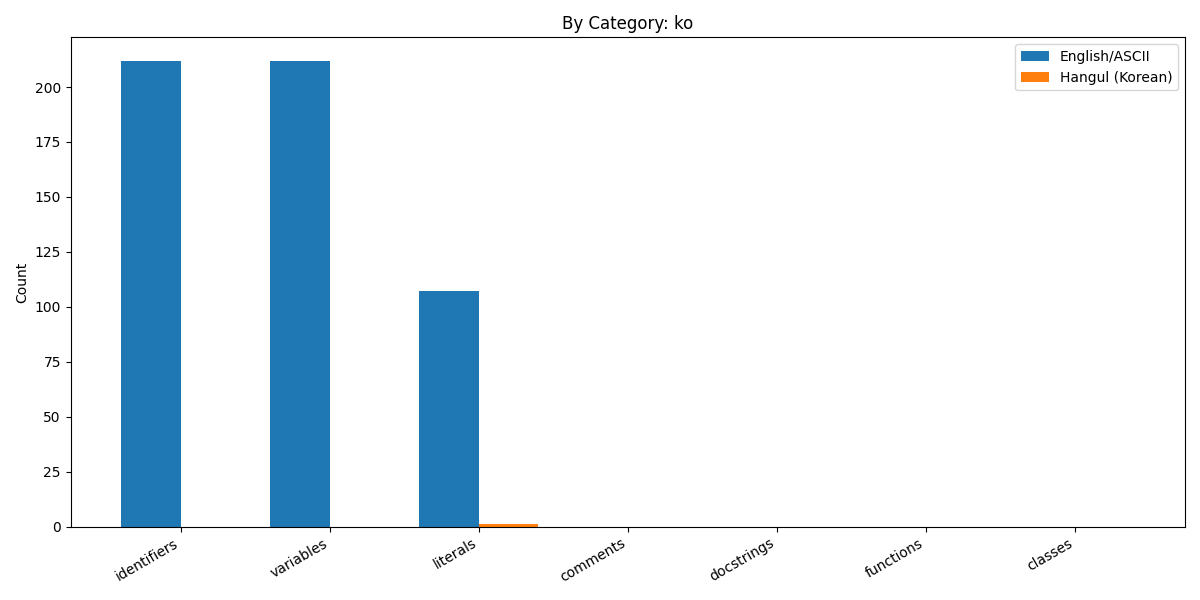 By Category: ko
English/ASCII
Hangul (Korean)
Count
200
175
150
125
100
75
50
25
0
identifiers
variables
literals
comments
docstrings
functions
classes